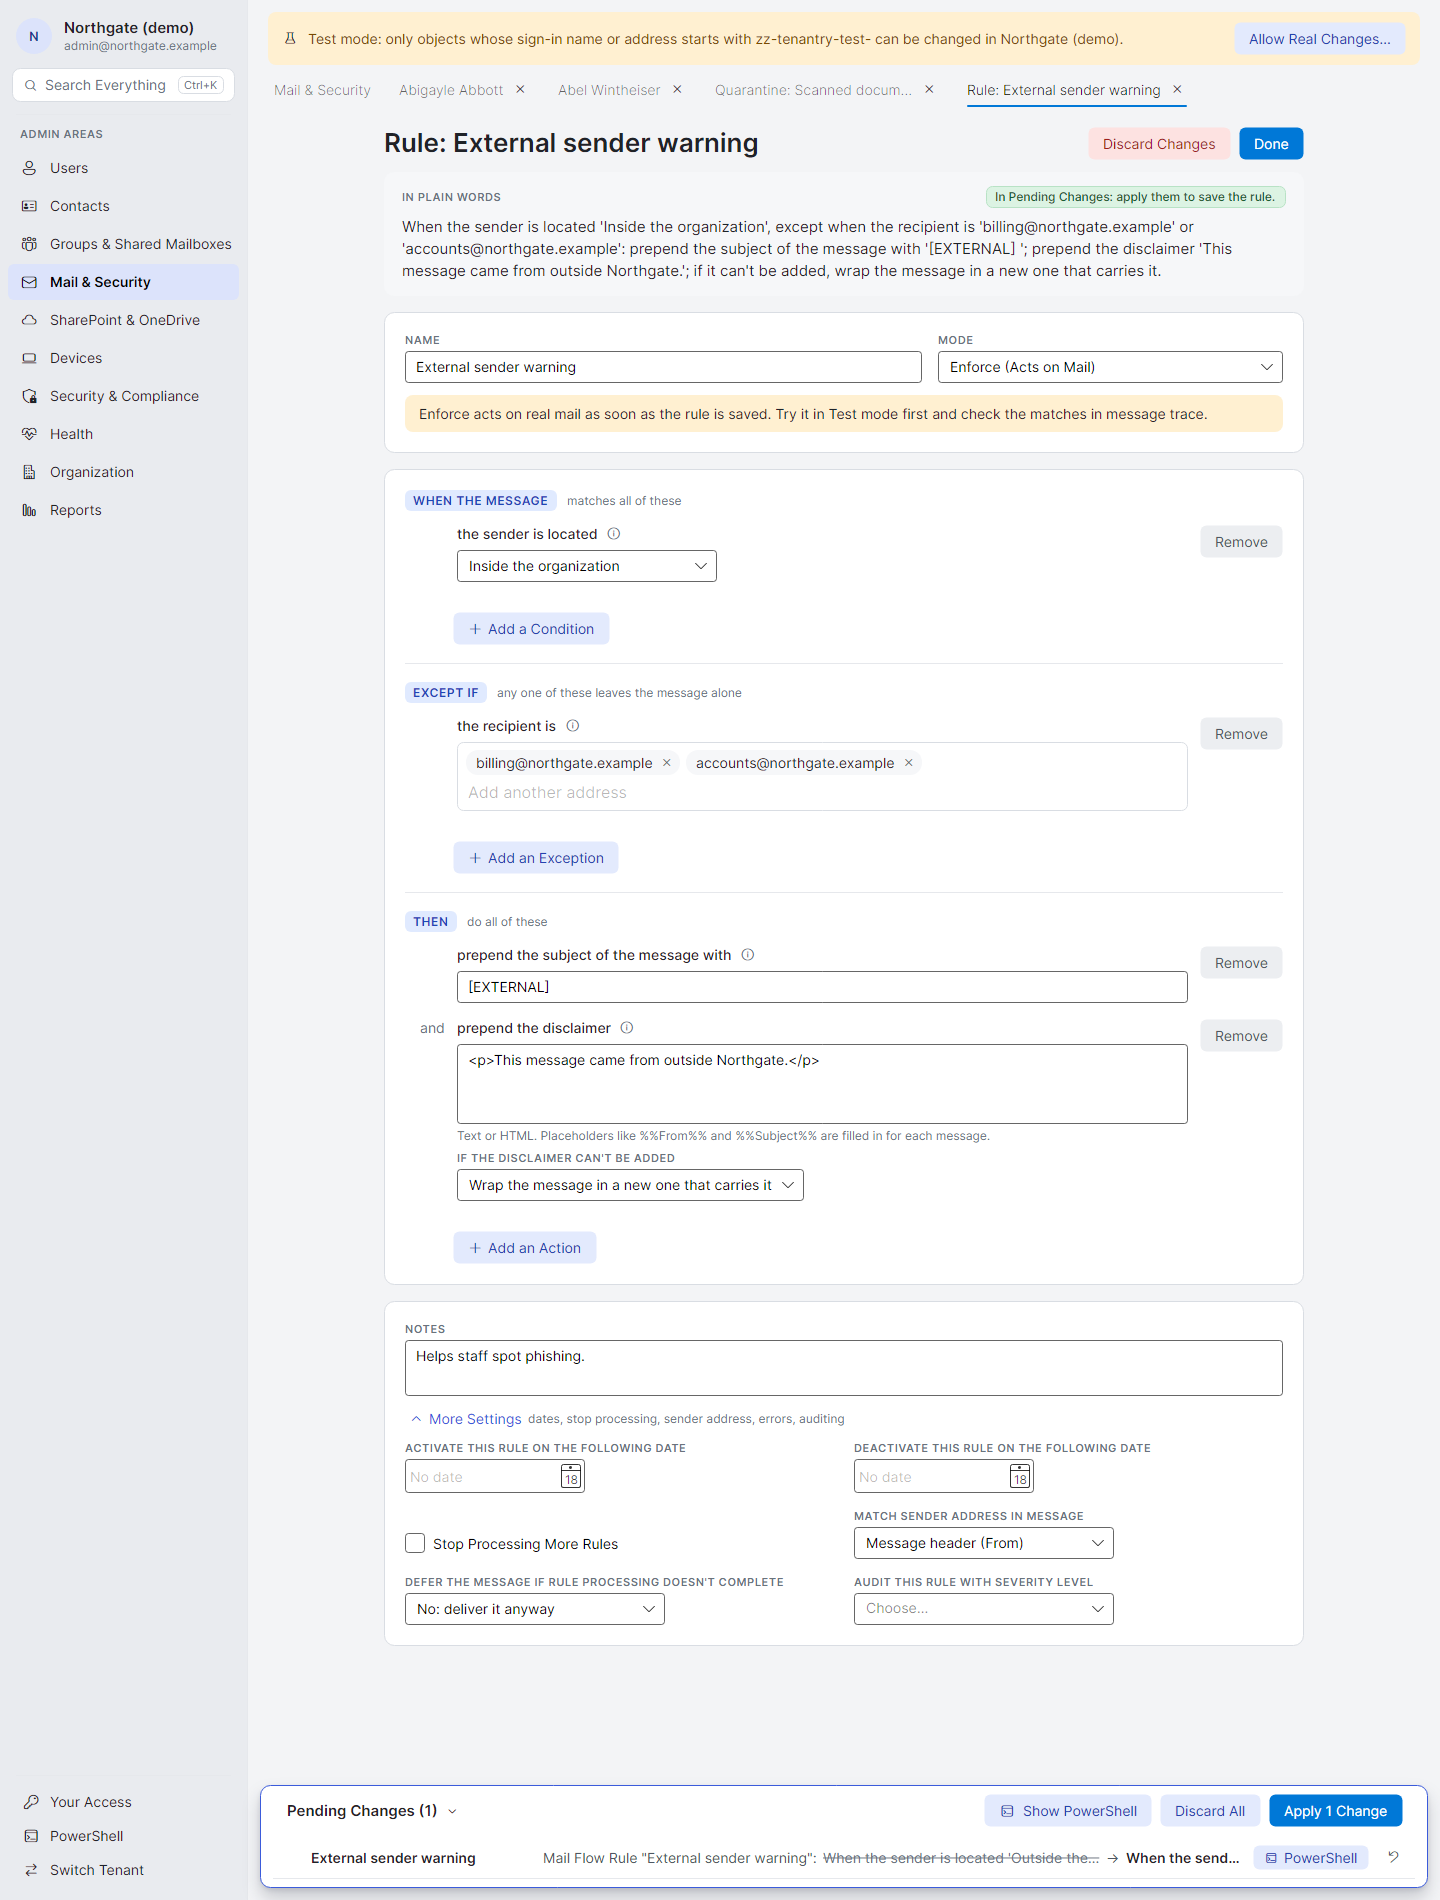 N
Northgate (demo)
admin@northgate.example
Search Everything
Ctrl+K
ADMIN AREAS
Users
Contacts
Groups & Shared Mailboxes
Mail & Security
SharePoint & OneDrive
Devices
Security & Compliance
Health
Organization
Reports
Your Access
PowerShell
Switch Tenant
Test mode: only objects whose sign-in name or address starts with zz-tenantry-test- can be changed in Northgate (demo).
Allow Real Changes...
Mail & Security
Abigayle Abbott
Abel Wintheiser
Quarantine: Scanned docum...
Rule: External sender warning
Rule: External sender warning
Discard Changes
Done
IN PLAIN WORDS
In Pending Changes: apply them to save the rule.
When the sender is located 'Inside the organization', except when the recipient is 'billing@northgate.example' or
'accounts@northgate.example': prepend the subject of the message with '[EXTERNAL] '; prepend the disclaimer 'This
message came from outside Northgate.'; if it can't be added, wrap the message in a new one that carries it.
NAME
External sender warning
MODE
Enforce (Acts on Mail)
Enforce acts on real mail as soon as the rule is saved. Try it in Test mode first and check the matches in message trace.
WHEN THE MESSAGE
matches all of these
the sender is located
Remove
Inside the organization
+ Add a Condition
EXCEPT IF
any one of these leaves the message alone
the recipient is
Remove
billing@northgate.example
accounts@northgate.example
Add another address
+ Add an Exception
THEN
do all of these
prepend the subject of the message with
Remove
[EXTERNAL]
and
prepend the disclaimer
Remove
<p>This message came from outside Northgate.</p>
Text or HTML. Placeholders like %%From%% and %%Subject%% are filled in for each message.
IF THE DISCLAIMER CAN'T BE ADDED
Wrap the message in a new one that carries it
+ Add an Action
NOTES
Helps staff spot phishing.
More Settings
dates, stop processing, sender address, errors, auditing
ACTIVATE THIS RULE ON THE FOLLOWING DATE
No date
18
DEACTIVATE THIS RULE ON THE FOLLOWING DATE
No date
18
Stop Processing More Rules
MATCH SENDER ADDRESS IN MESSAGE
Message header (From)
DEFER THE MESSAGE IF RULE PROCESSING DOESN'T COMPLETE
No: deliver it anyway
AUDIT THIS RULE WITH SEVERITY LEVEL
Choose...
Pending Changes (1)
Show PowerShell
Discard All
Apply 1 Change
External sender warning
Mail Flow Rule "External sender warning": When the sender is located 'Outside the... → When the send...
PowerShell